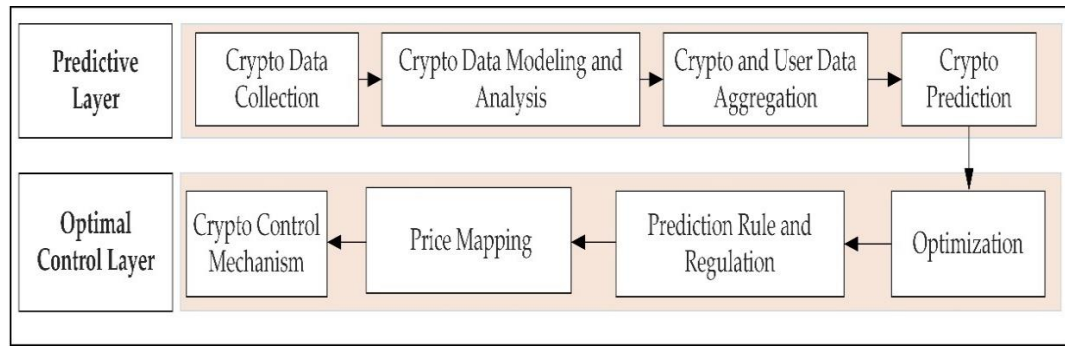 Predictive
Layer
Crypto Data
Collection
Crypto Data Modeling and
Analysis
Crypto and User Data
Aggregation
Crypto
Prediction
Optimal
Control Layer
Crypto Control
Mechanism
Price Mapping
Prediction Rule and
Regulation
Optimization